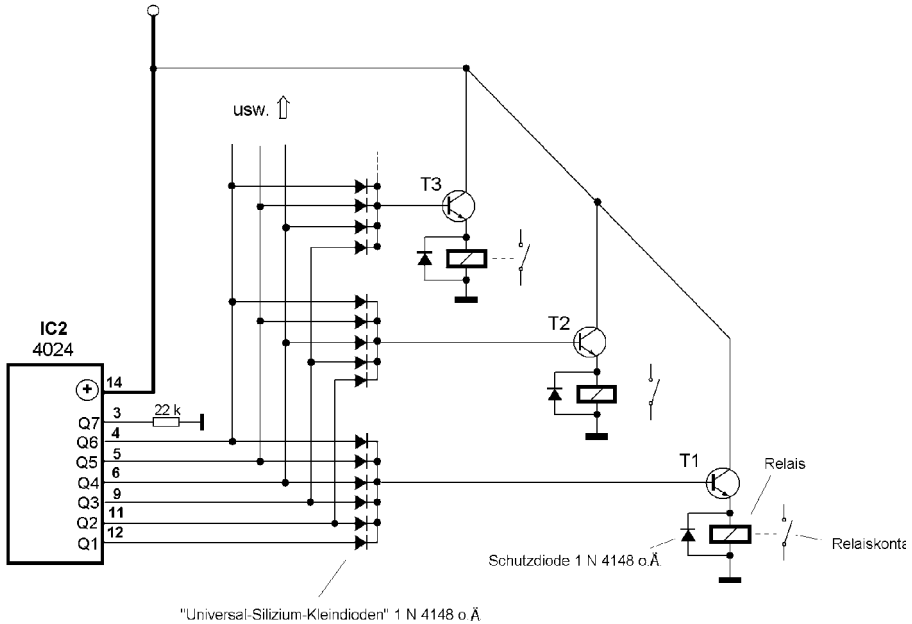 usw.
T3
IC2
4024
T2
14
3
22 k
Q7
4
Q6
5
Q5
6
Q4
9
Q3
11
Q2
12
Q1
T1
Relais
Relaiskonta
Schutzdiode 1 N 4148 o.Ä.
"Universal-Silizium-Kleindioden" 1 N 4148 o.Ä.